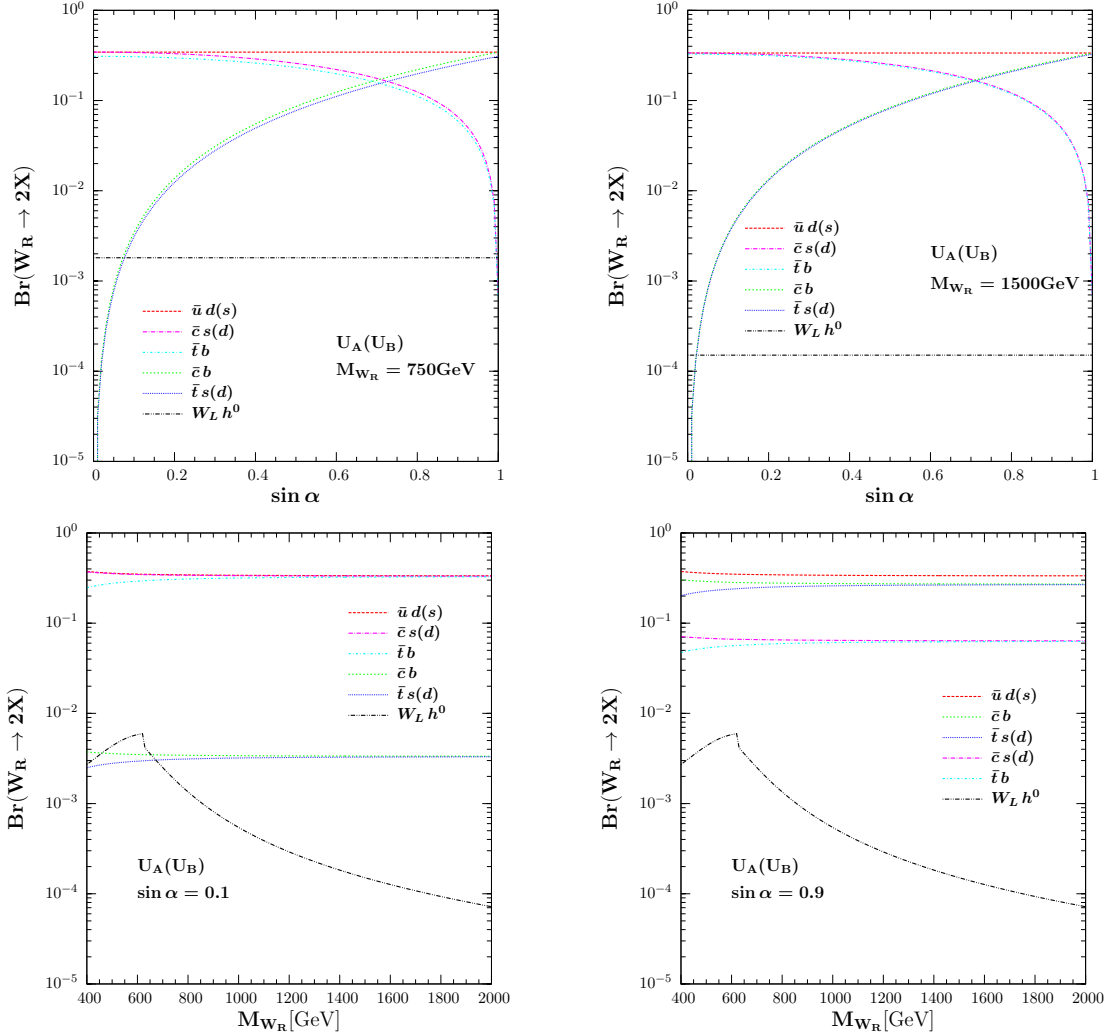 Br(W_R → 2X)
10^0
10^-1
10^-2
10^-3
10^-4
10^-5
0
0.2
0.4
0.6
0.8
1
sin α
ū d(s)
c̄ s(d)
t̄ b
c̄ b
t̄ s(d)
W_L h^0
U_A(U_B)
M_{W_R} = 750GeV
Br(W_R → 2X)
10^0
10^-1
10^-2
10^-3
10^-4
10^-5
0
0.2
0.4
0.6
0.8
1
sin α
ū d(s)
c̄ s(d)
t̄ b
c̄ b
t̄ s(d)
W_L h^0
U_A(U_B)
M_{W_R} = 1500GeV
Br(W_R → 2X)
10^0
10^-1
10^-2
10^-3
10^-4
10^-5
400
600
800
1000
1200
1400
1600
1800
2000
M_{W_R}[GeV]
ū d(s)
c̄ s(d)
t̄ b
c̄ b
t̄ s(d)
W_L h^0
U_A(U_B)
sin α = 0.1
Br(W_R → 2X)
10^0
10^-1
10^-2
10^-3
10^-4
10^-5
400
600
800
1000
1200
1400
1600
1800
2000
M_{W_R}[GeV]
ū d(s)
c̄ b
t̄ s(d)
c̄ s(d)
t̄ b
W_L h^0
U_A(U_B)
sin α = 0.9